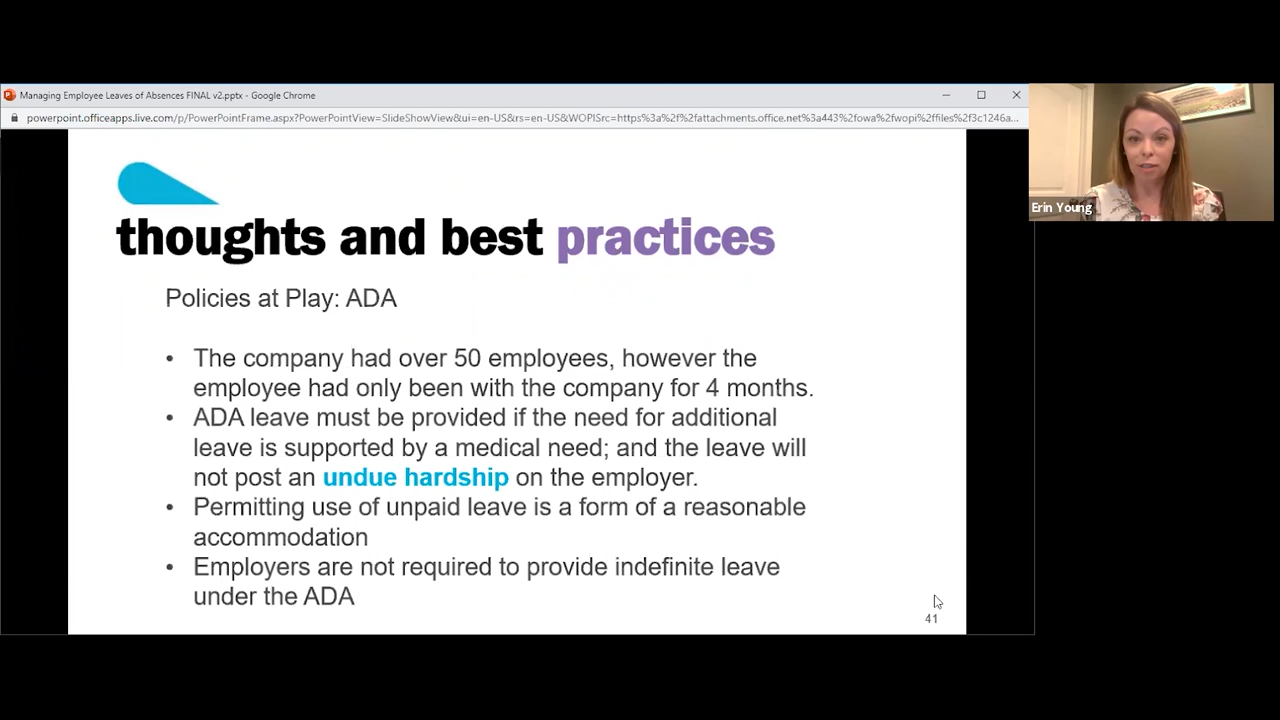 Managing Employee Leaves of Absences FINAL v2.pptx - Google Chrome
powerpoint.officeapps.live.com/p/PowerPointFrame.aspx?PowerPointView=SlideShowView&ui=en-US&rs=en-US&WOPISrc=https%3a%2f%2fattachments.office.net%3a443%2fowa%2fwopi%2ffiles%2f3c1246a...
thoughts and best practices
Erin Young
Policies at Play: ADA
• The company had over 50 employees, however the
employee had only been with the company for 4 months.
• ADA leave must be provided if the need for additional
leave is supported by a medical need; and the leave will
not post an undue hardship on the employer.
• Permitting use of unpaid leave is a form of a reasonable
accommodation
• Employers are not required to provide indefinite leave
under the ADA
41